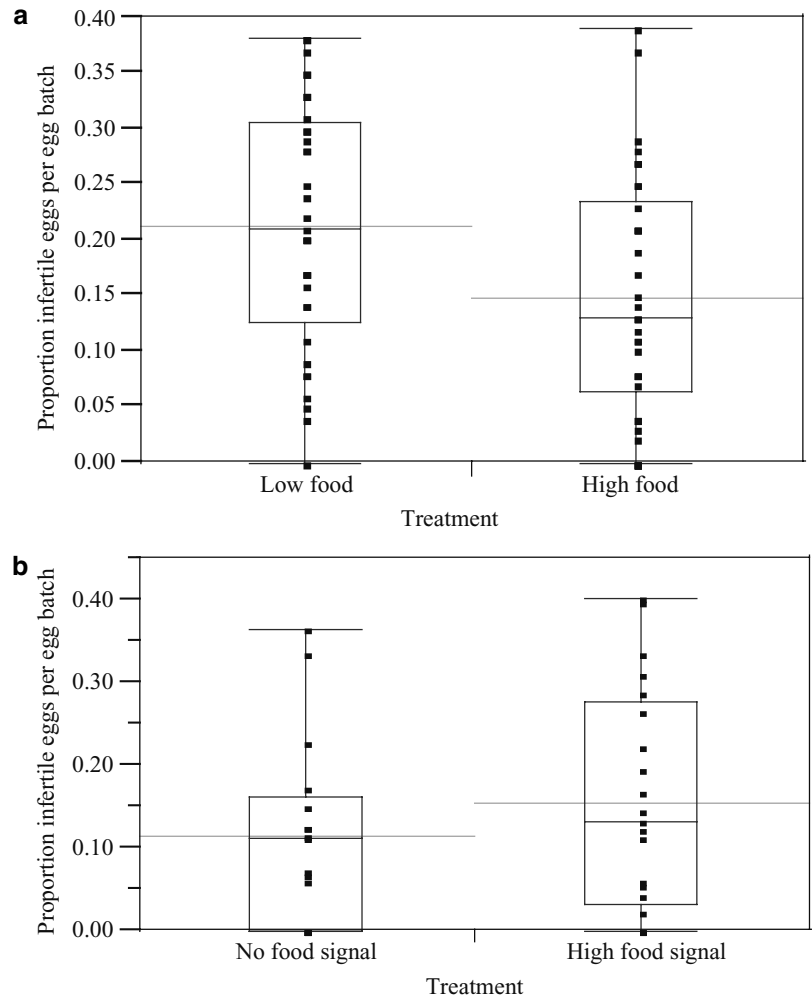 a
Proportion infertile eggs per egg batch
0.40
0.35
0.30
0.25
0.20
0.15
0.10
0.05
0.00
Low food
High food
Treatment
b
Proportion infertile eggs per egg batch
0.40
0.30
0.20
0.10
0.00
No food signal
High food signal
Treatment